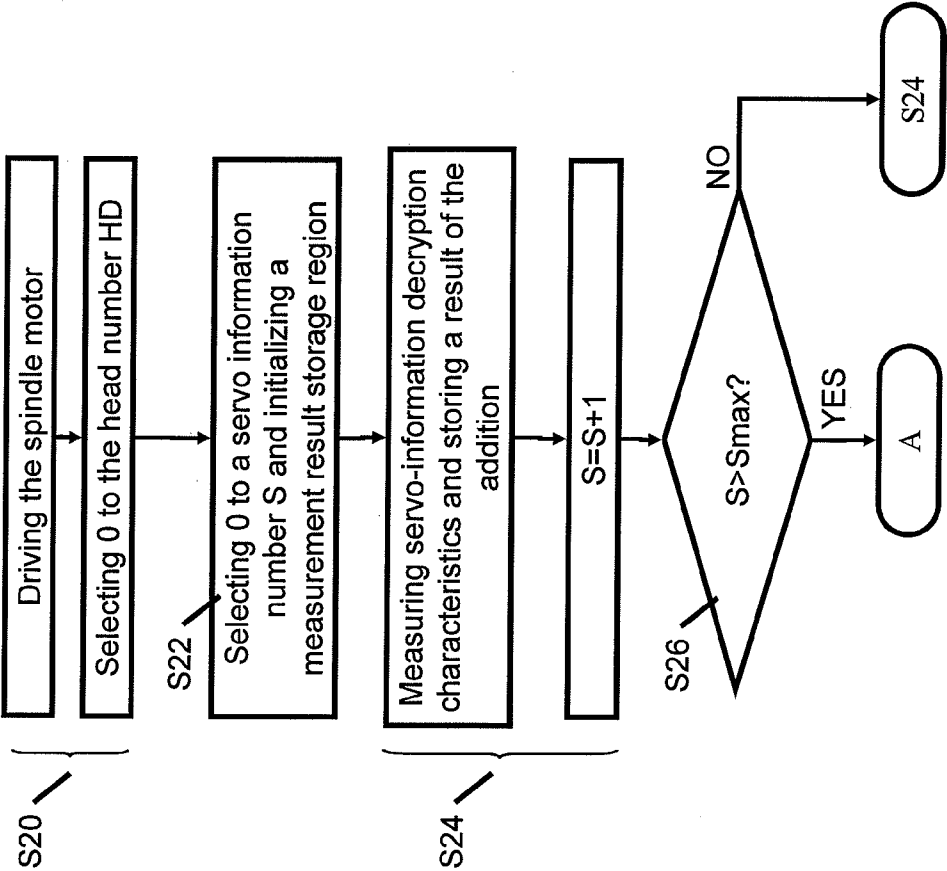 S20
Driving the spindle motor
Selecting 0 to the head number HD
S22
Selecting 0 to a servo information
number S and initializing a
measurement result storage region
S24
Measuring servo-information decryption
characteristics and storing a result of the
addition
S=S+1
S26
S>Smax?
NO
YES
S24
A